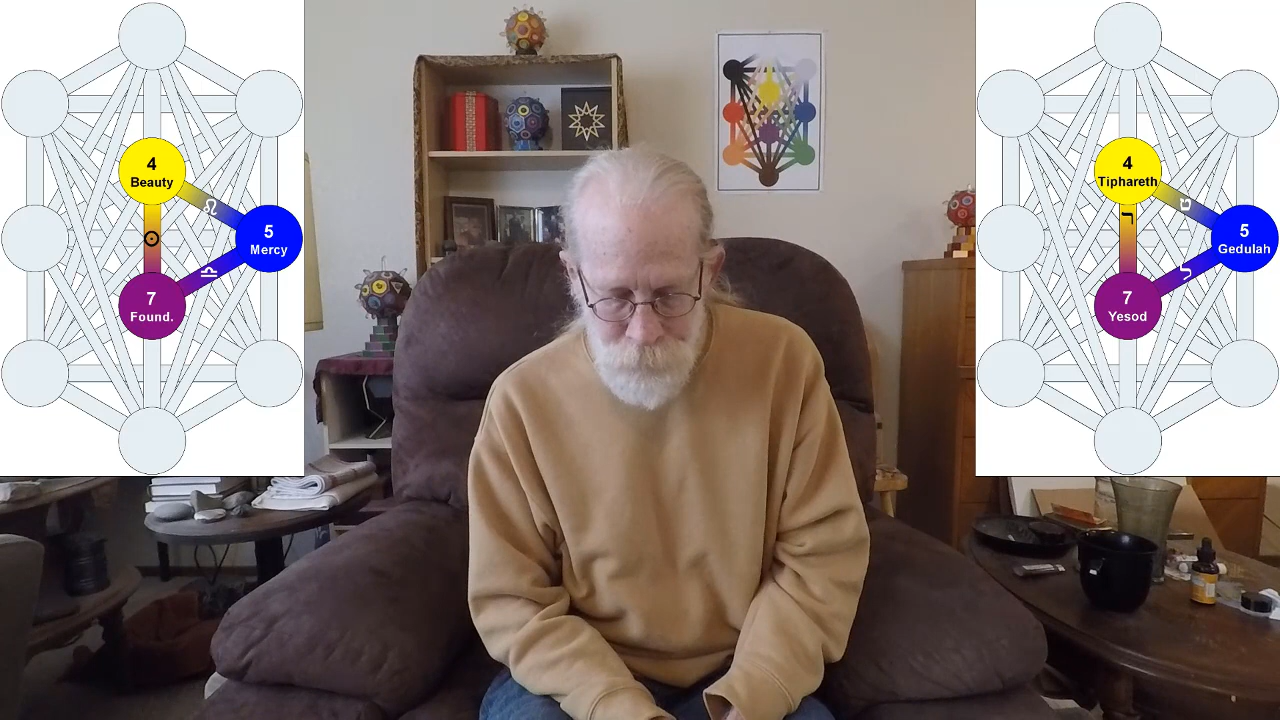 4
Beauty
♌
☉
5
Mercy
♎
7
Found.
4
Tiphareth
ט
ר
5
Gedulah
ל
7
Yesod